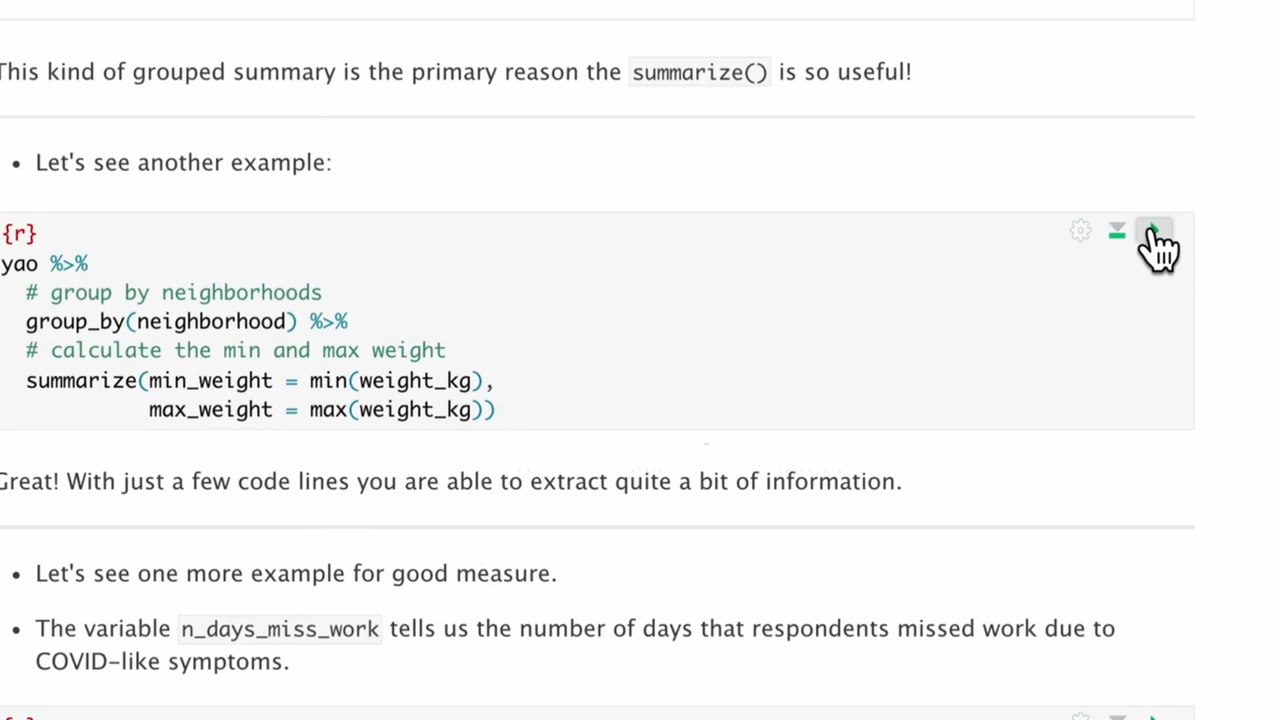 This kind of grouped summary is the primary reason the summarize() is so useful!
• Let's see another example:
{r}
yao %>%
# group by neighborhoods
group_by(neighborhood) %>%
# calculate the min and max weight
summarize(min_weight = min(weight_kg),
max_weight = max(weight_kg))
Great! With just a few code lines you are able to extract quite a bit of information.
• Let's see one more example for good measure.
• The variable n_days_miss_work tells us the number of days that respondents missed work due to
COVID-like symptoms.